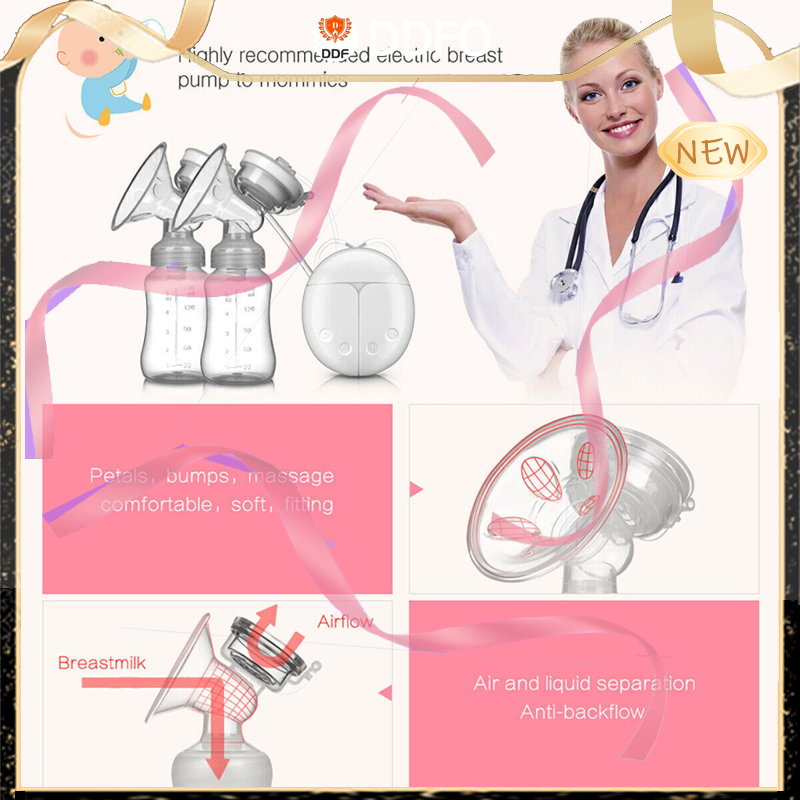 DDFO
DDF
Highly recommended electric breast
pump to mommies
NEW
Petals, bumps, massage
comfortable, soft, fitting
Airflow
Breastmilk
Air and liquid separation
Anti-backflow